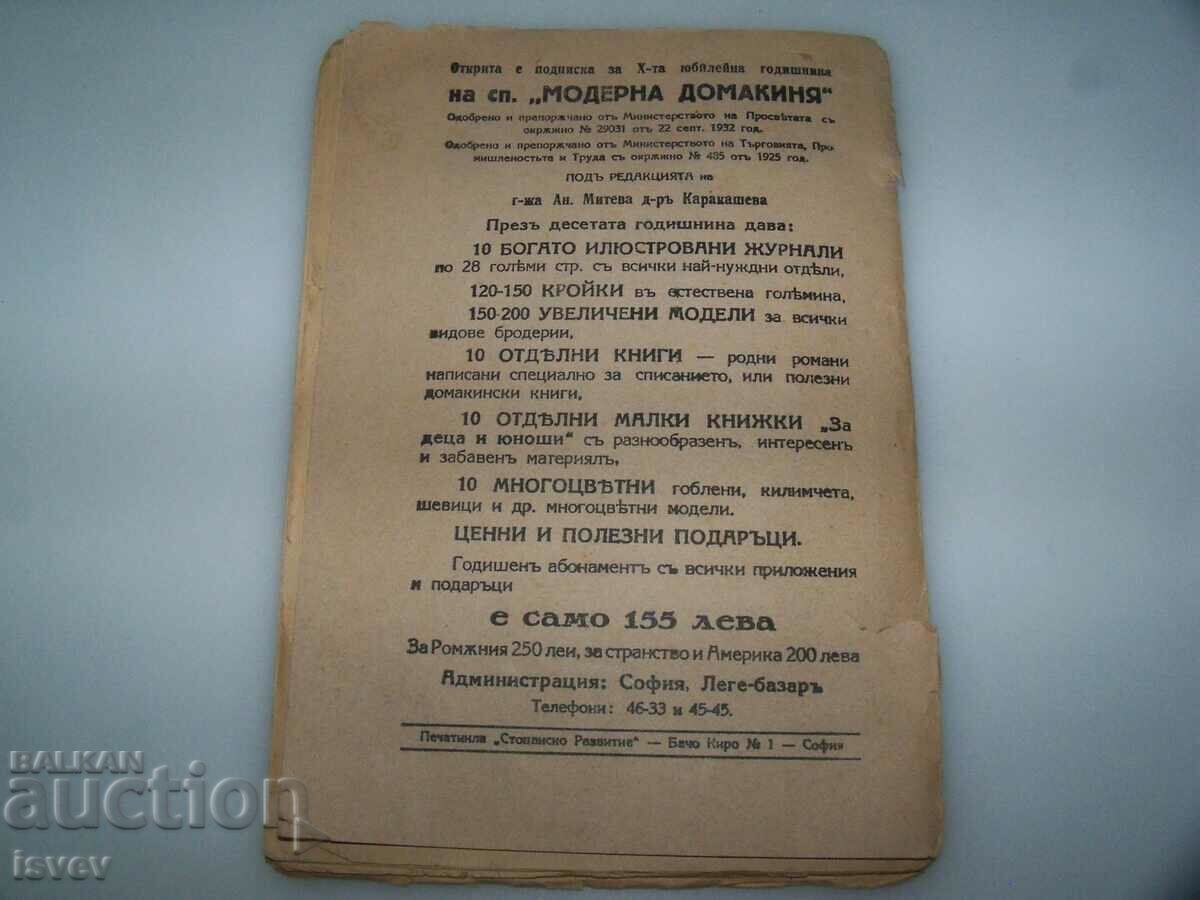 Открита е подписка за X-та юбилейна годишнина
на сп. „МОДЕРНА ДОМАКИНЯ“
Одобрено и препорѫчано отъ Министерството на Просвѣтата съ
окрѫжно № 29031 отъ 22 септ. 1932 год.
Одобрено и препорѫчано отъ Министерството на Търговията, Про
мишлеността и Труда съ окрѫжно № 485 отъ 1925 год.
ПОДЪ РЕДАКЦИЯТА на
г-жа Ан. Митева д-ръ Каракашева
Презъ десетата годишнина дава:
10 БОГАТО ИЛЮСТРОВАНИ ЖУРНАЛИ
по 28 голѣми стр. съ всички най-нуждни отдѣли,
120-150 КРОЙКИ въ естествена голѣмина,
150-200 УВЕЛИЧЕНИ МОДЕЛИ за всички
видове бродерии,
10 ОТДѢЛНИ КНИГИ — родни романи
написани специално за списанието, или полезни
домакински книги,
10 ОТДѢЛНИ МАЛКИ КНИЖКИ „За
деца и юноши“ съ разнообразенъ, интересенъ
и забавенъ материялъ,
10 МНОГОЦВѢТНИ гоблени, килимчета,
шевици и др. многоцвѣтни модели.
ЦЕННИ И ПОЛЕЗНИ ПОДАРЪЦИ.
Годишенъ абонаментъ съ всички приложения
и подаръци
е само 155 лева
За Ромѫния 250 леи, за странство и Америка 200 лева
Администрация: София, Леге-базаръ
Телефони: 46-33 и 45-45.
Печатница „Стопанско Развитие“ — Бачо Киро № 1 — София
BALKAN
auction
isvev